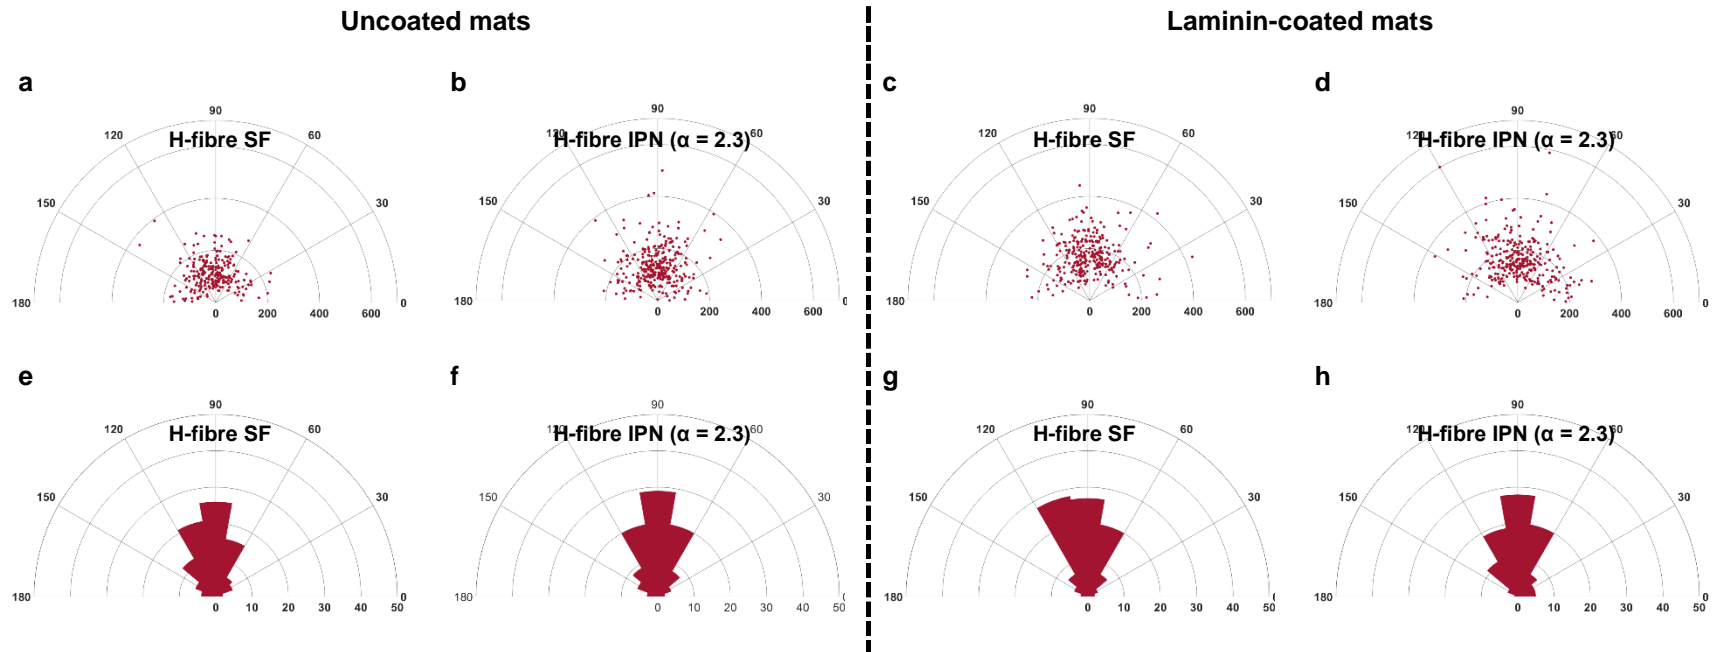 Uncoated mats
Laminin-coated mats
a
b
c
d
90
90
90
90
120 60
120
120 60
120 60
H-fibre SF
H-fibre IPN (α = 2.3)
H-fibre SF
H-fibre IPN (α = 2.3)
150 30
150 30
150 30
150 30
180 0
180
180
180 0
0 200 400 600
0 200 400 600
0 200 400 600
0 200 400 600
e
f
g
h
90
90
90
90
120 60
120
120 60
120
H-fibre SF
H-fibre IPN (α = 2.3)
H-fibre SF
H-fibre IPN (α = 2.3)
150 30
150 30
150 30
150 30
180 0 10 20 30 40 50
180 0 10 20 30 40 50
180 0 10 20 30 40 50
180 0 10 20 30 40 50